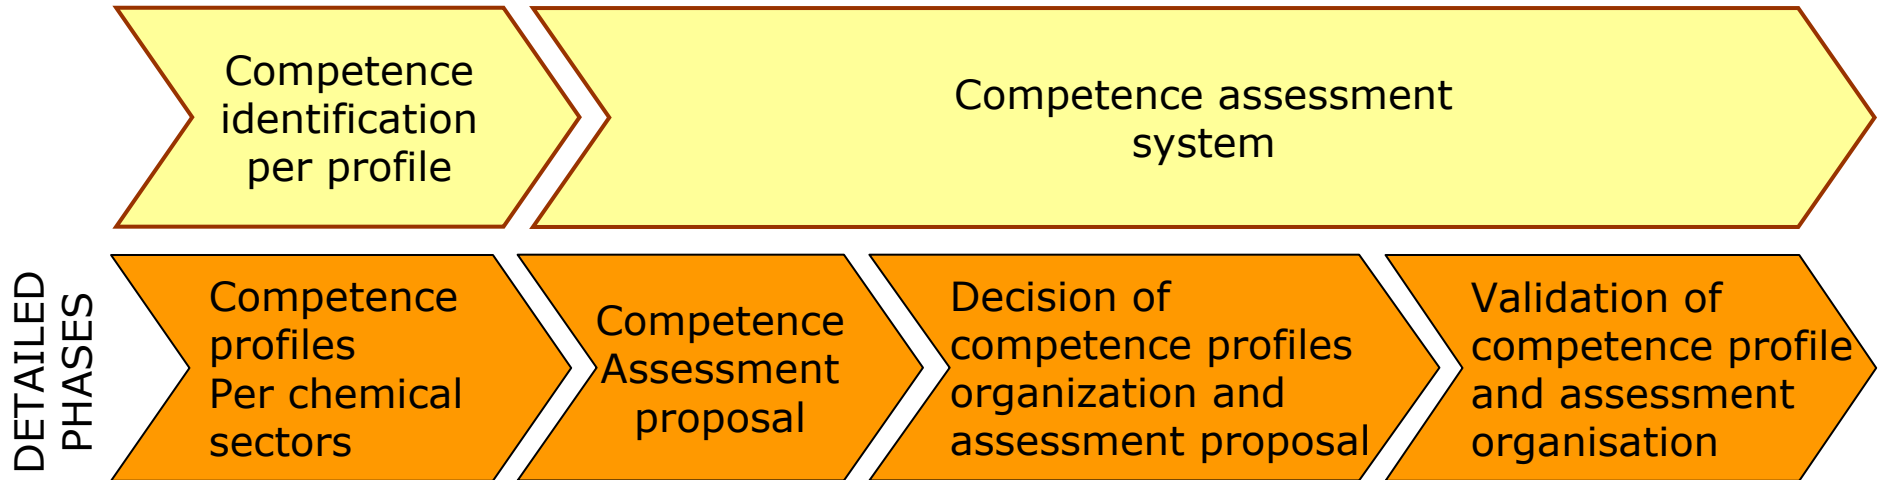 Competence
identification
per profile
Competence assessment
system
DETAILED
PHASES
Competence
profiles
Per chemical
sectors
Competence
Assessment
proposal
Decision of
competence profiles
organization and
assessment proposal
Validation of
competence profile
and assessment
organisation